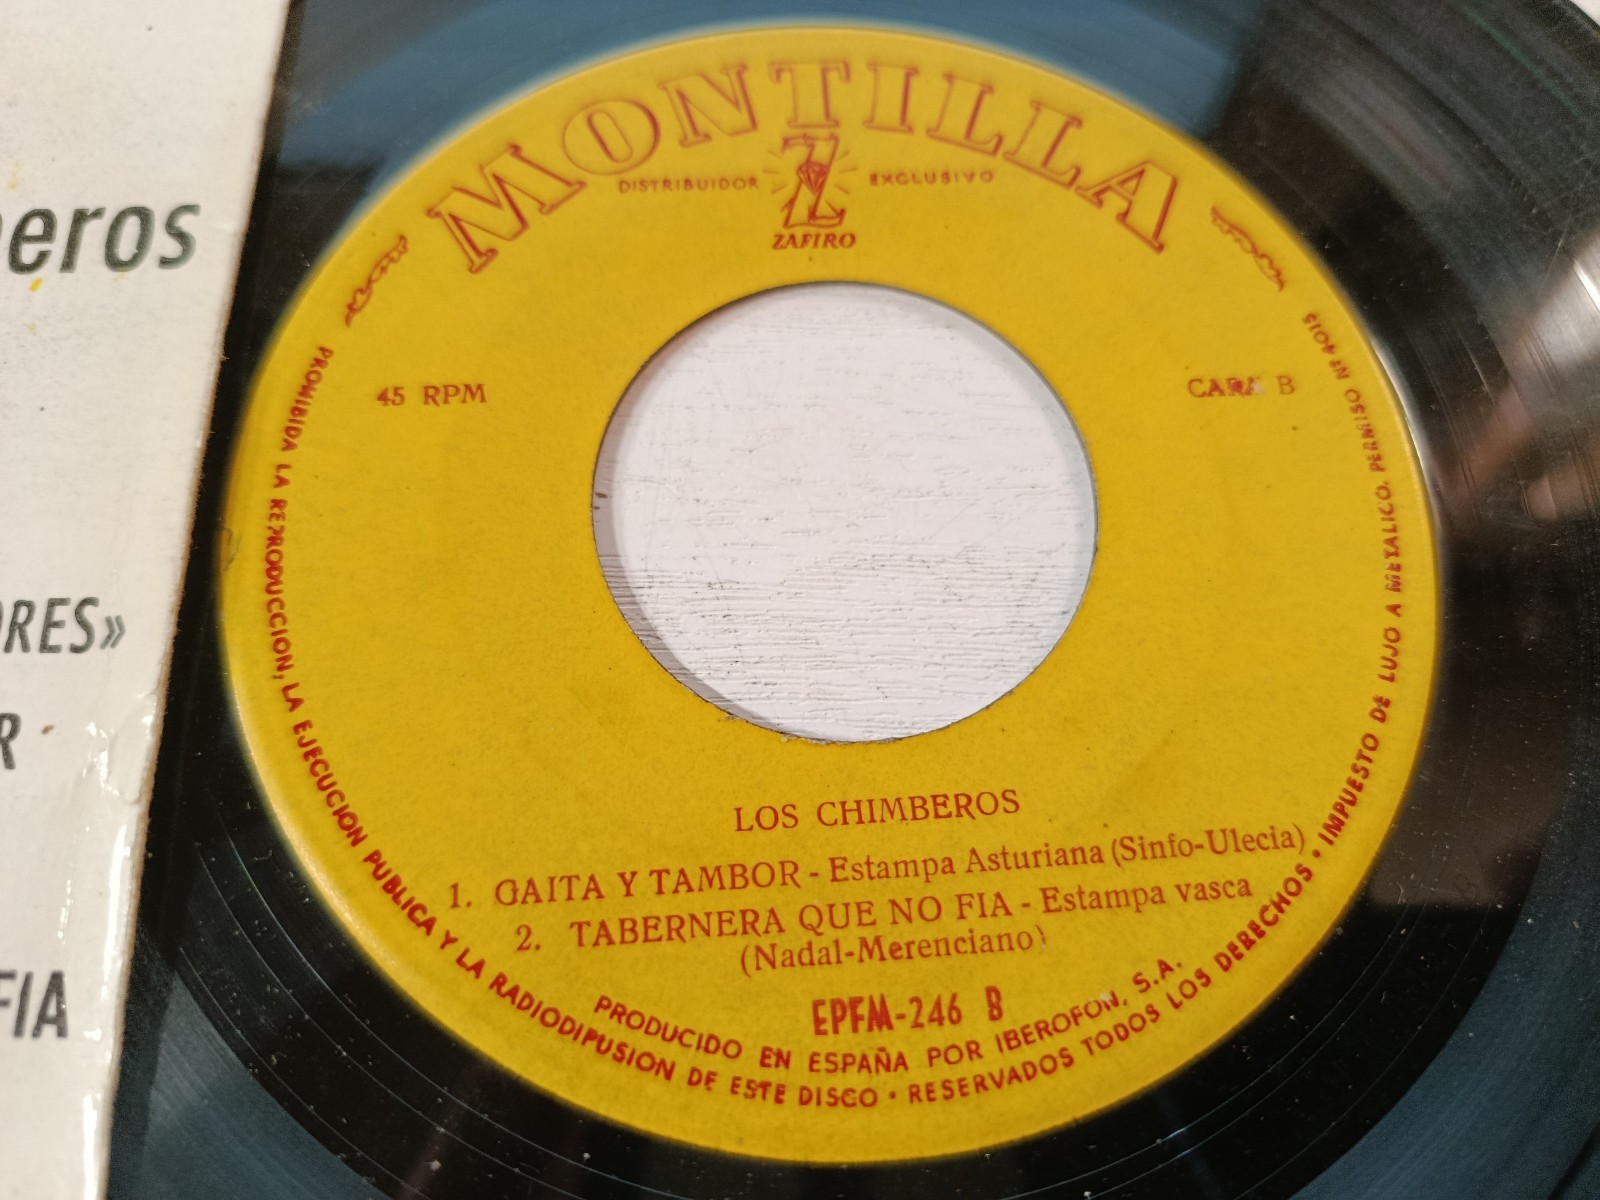 MONTILLA
DISTRIBUIDOR Z EXCLUSIVO
ZAFIRO
45 RPM
CARA B
LOS CHIMBEROS
1. GAITA Y TAMBOR - Estampa Asturiana (Sinfo-Ulecia)
2. TABERNERA QUE NO FIA - Estampa vasca
(Nadal-Merenciano)
EPFM-246 B
PRODUCIDO EN ESPAÑA POR IBEROFON, S.A.
PROHIBIDA LA REPRODUCCION, LA EJECUCION PUBLICA Y LA RADIODIFUSION DE ESTE DISCO • RESERVADOS TODOS LOS DERECHOS • IMPUESTO DE LUJO A METALICO. PERMISO Nº 4015
beros
ORES»
R
FIA